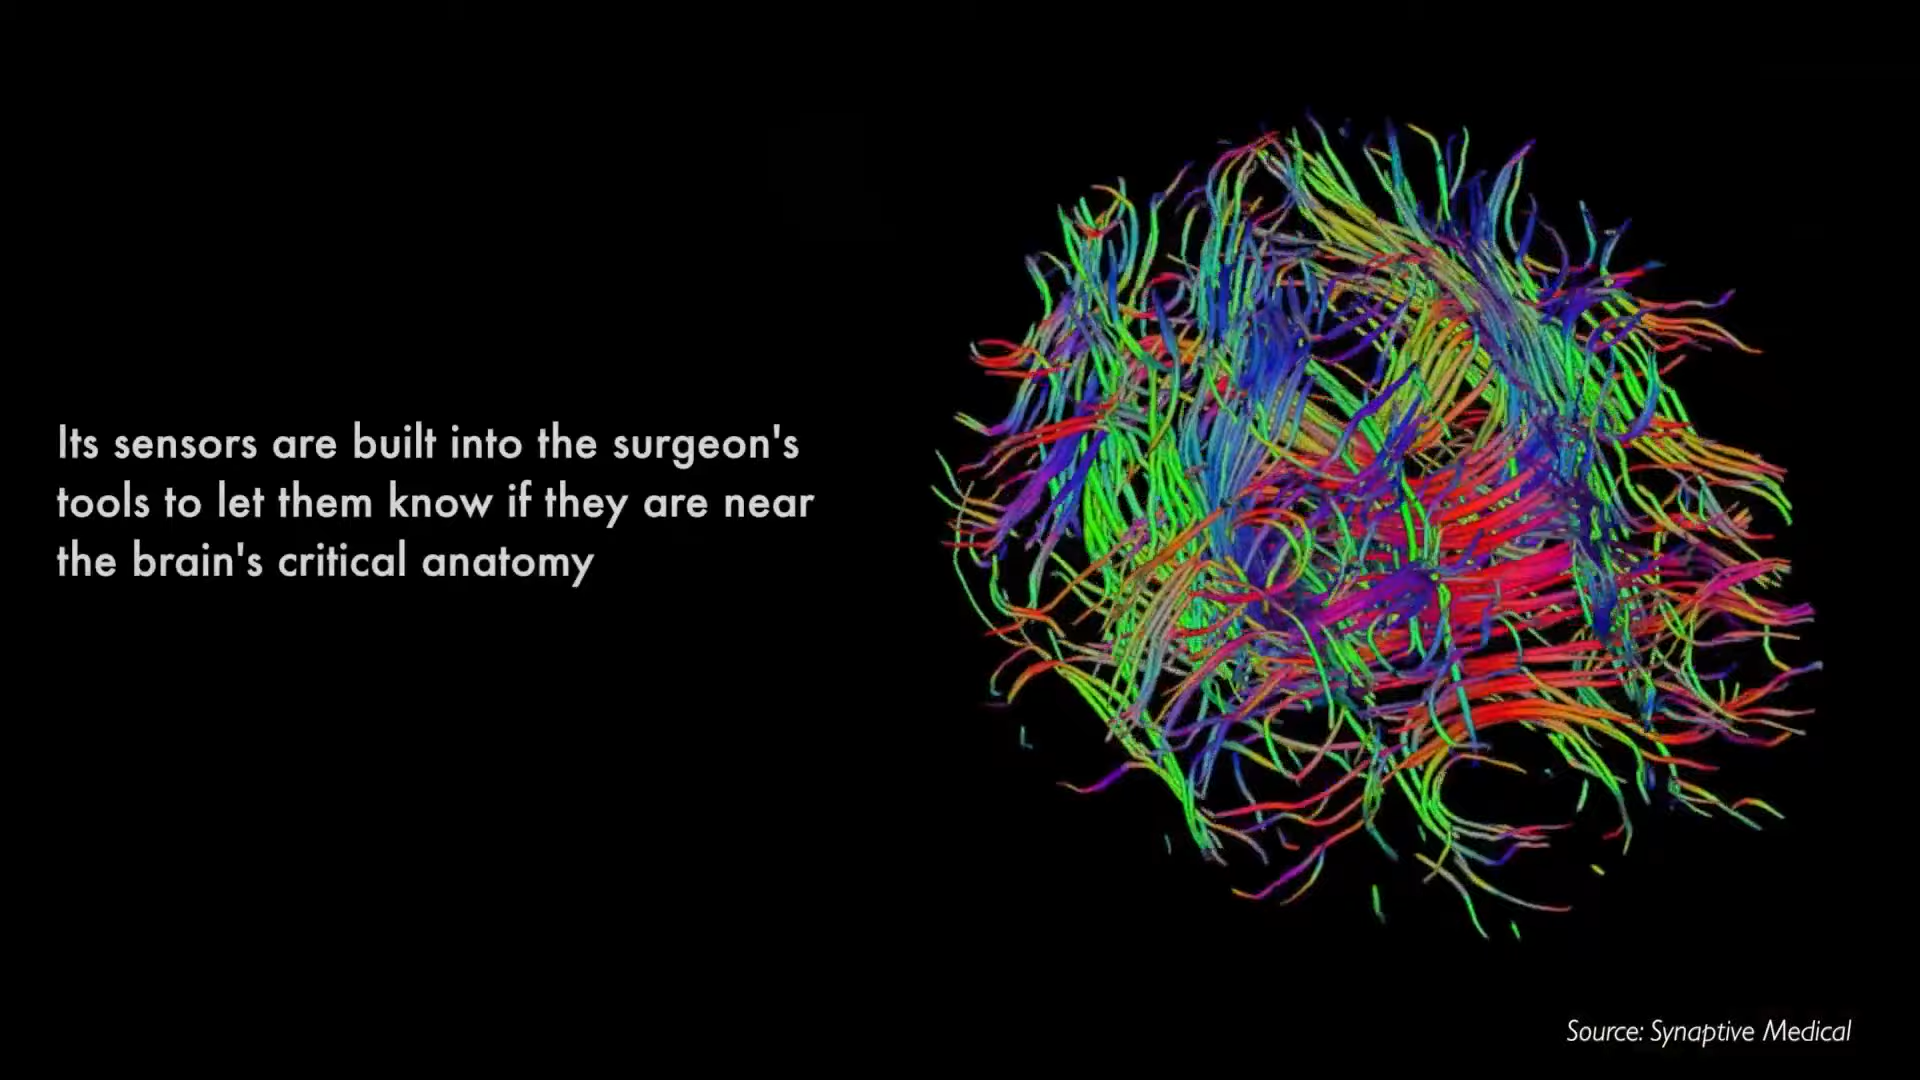 Its sensors are built into the surgeon's
tools to let them know if they are near
the brain's critical anatomy
Source: Synaptive Medical